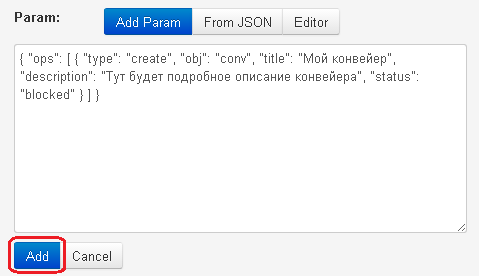 Param: Add Param From JSON Editor
{ "ops": [ { "type": "create", "obj": "conv", "title": "Мой конвейер",
"description": "Тут будет подробное описание конвейера", "status":
"blocked" } ] }
Add Cancel